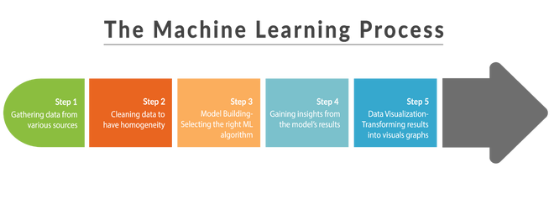 The Machine Learning Process
Step 1
Gathering data from
various sources
Step 2
Cleaning data to
have homogeneity
Step 3
Model Building-
Selecting the right ML
algorithm
Step 4
Gaining insights from
the model's results
Step 5
Data Visualization-
Transforming results
into visuals graphs